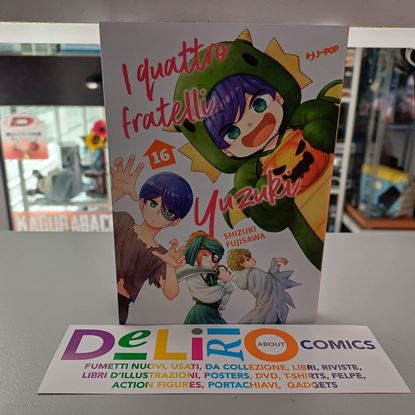 I quattro
fratelli
16
Yuzuki
SHIZUKI
FUJISAWA
J-POP
KAGURABAC
DeLiRiO
ABOUT
COMICS
FUMETTI NUOVI, USATI, DA COLLEZIONE, LIBRI, RIVISTE,
LIBRI D'ILLUSTRAZIONI, POSTERS, DVD, T-SHIRTS, FELPE,
ACTION FIGURES, PORTACHIAVI, GADGETS